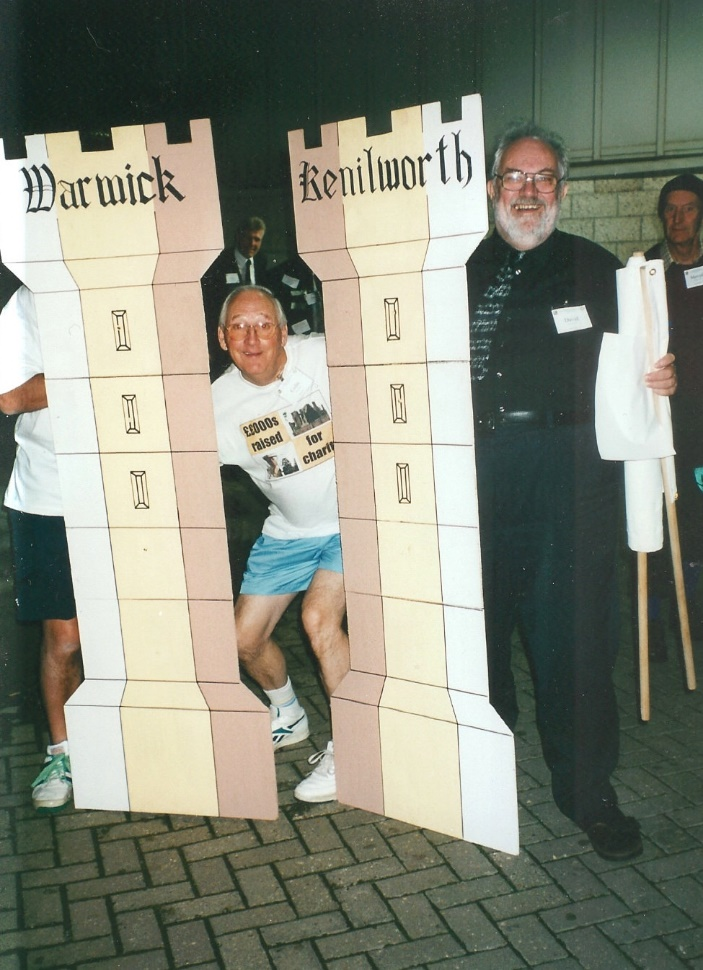 Warwick
Kenilworth
£££000s
raised
for
charity